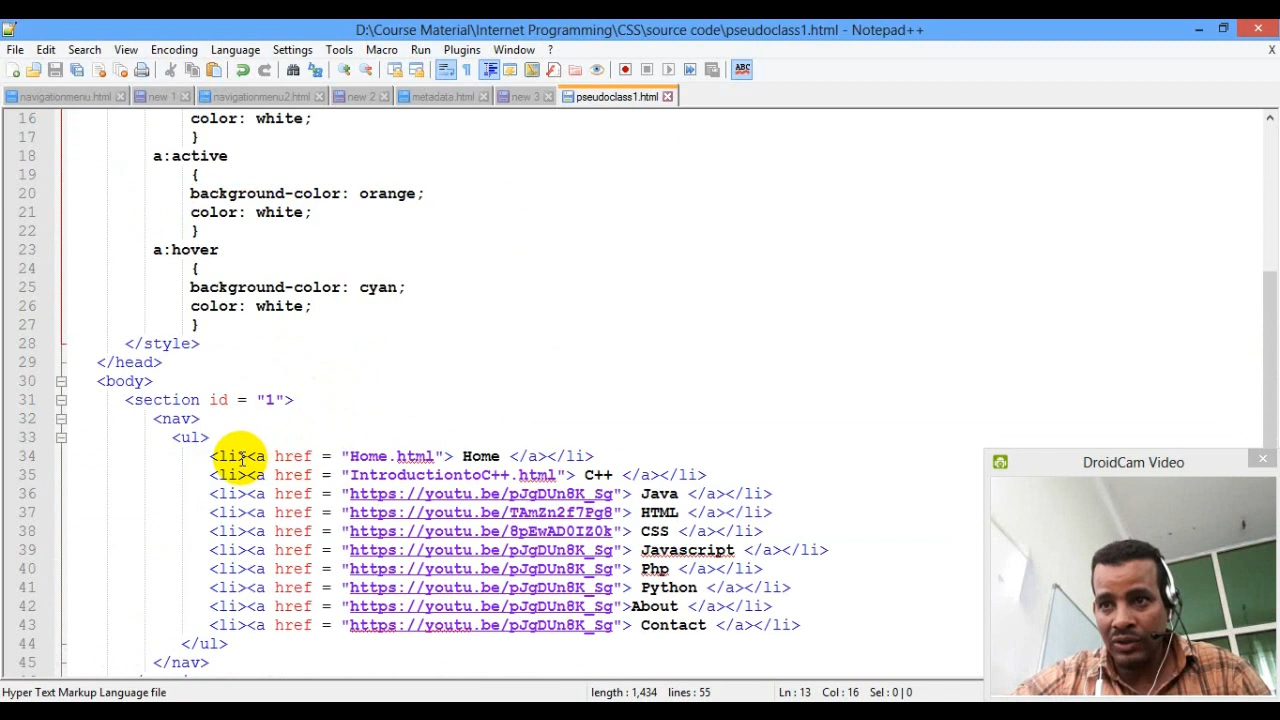 D:\Course Material\Internet Programming\CSS\source code\pseudoclass1.html - Notepad++
File Edit Search View Encoding Language Settings Tools Macro Run Plugins Window ? X
navigationmenu.html new 1 navigationmenu2.html new 2 metadata.html new 3 pseudoclass1.html
16 color: white;
17 }
18 a:active
19 {
20 background-color: orange;
21 color: white;
22 }
23 a:hover
24 {
25 background-color: cyan;
26 color: white;
27 }
28 </style>
29 </head>
30 <body>
31 <section id = "1">
32 <nav>
33 <ul>
34 <li><a href = "Home.html"> Home </a></li>
35 <li><a href = "IntroductiontoC++.html"> C++ </a></li>
36 <li><a href = "https://youtu.be/pJgDUn8K_Sg"> Java </a></li>
37 <li><a href = "https://youtu.be/TAmZn2f7Pg8"> HTML </a></li>
38 <li><a href = "https://youtu.be/8pEwAD0IZ0k"> CSS </a></li>
39 <li><a href = "https://youtu.be/pJgDUn8K_Sg"> Javascript </a></li>
40 <li><a href = "https://youtu.be/pJgDUn8K_Sg"> Php </a></li>
41 <li><a href = "https://youtu.be/pJgDUn8K_Sg"> Python </a></li>
42 <li><a href = "https://youtu.be/pJgDUn8K_Sg">About </a></li>
43 <li><a href = "https://youtu.be/pJgDUn8K_Sg"> Contact </a></li>
44 </ul>
45 </nav>
DroidCam Video
Hyper Text Markup Language file length : 1,434 lines : 55 Ln : 13 Col : 16 Sel : 0 | 0